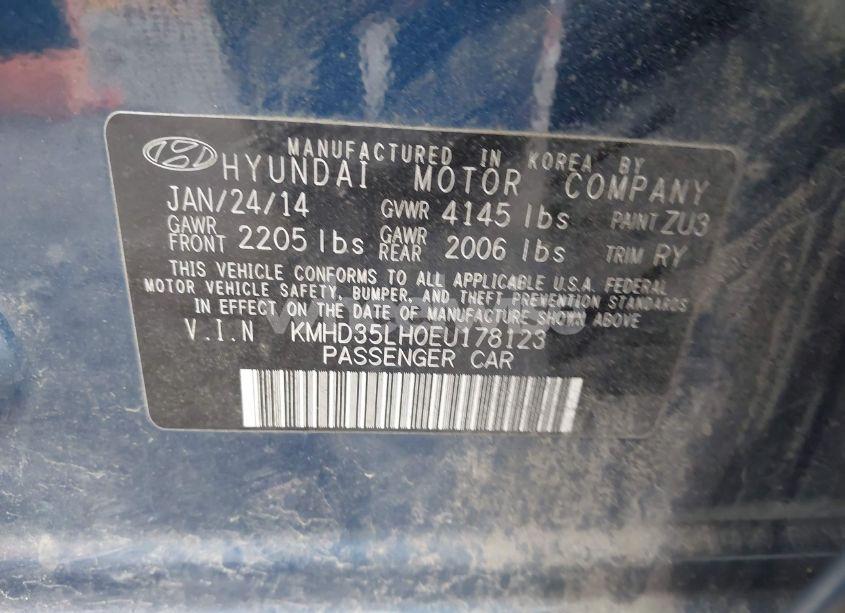 MANUFACTURED IN KOREA BY
HYUNDAI MOTOR COMPANY
JAN/24/14 GVWR 4145 lbs PAINT ZU3
GAWR FRONT 2205 lbs GAWR REAR 2006 lbs TRIM RY
THIS VEHICLE CONFORMS TO ALL APPLICABLE U.S.A. FEDERAL
MOTOR VEHICLE SAFETY, BUMPER, AND THEFT PREVENTION STANDARDS
IN EFFECT ON THE DATE OF MANUFACTURE SHOWN ABOVE
V.I.N KMHD35LH0EU178123
PASSENGER CAR